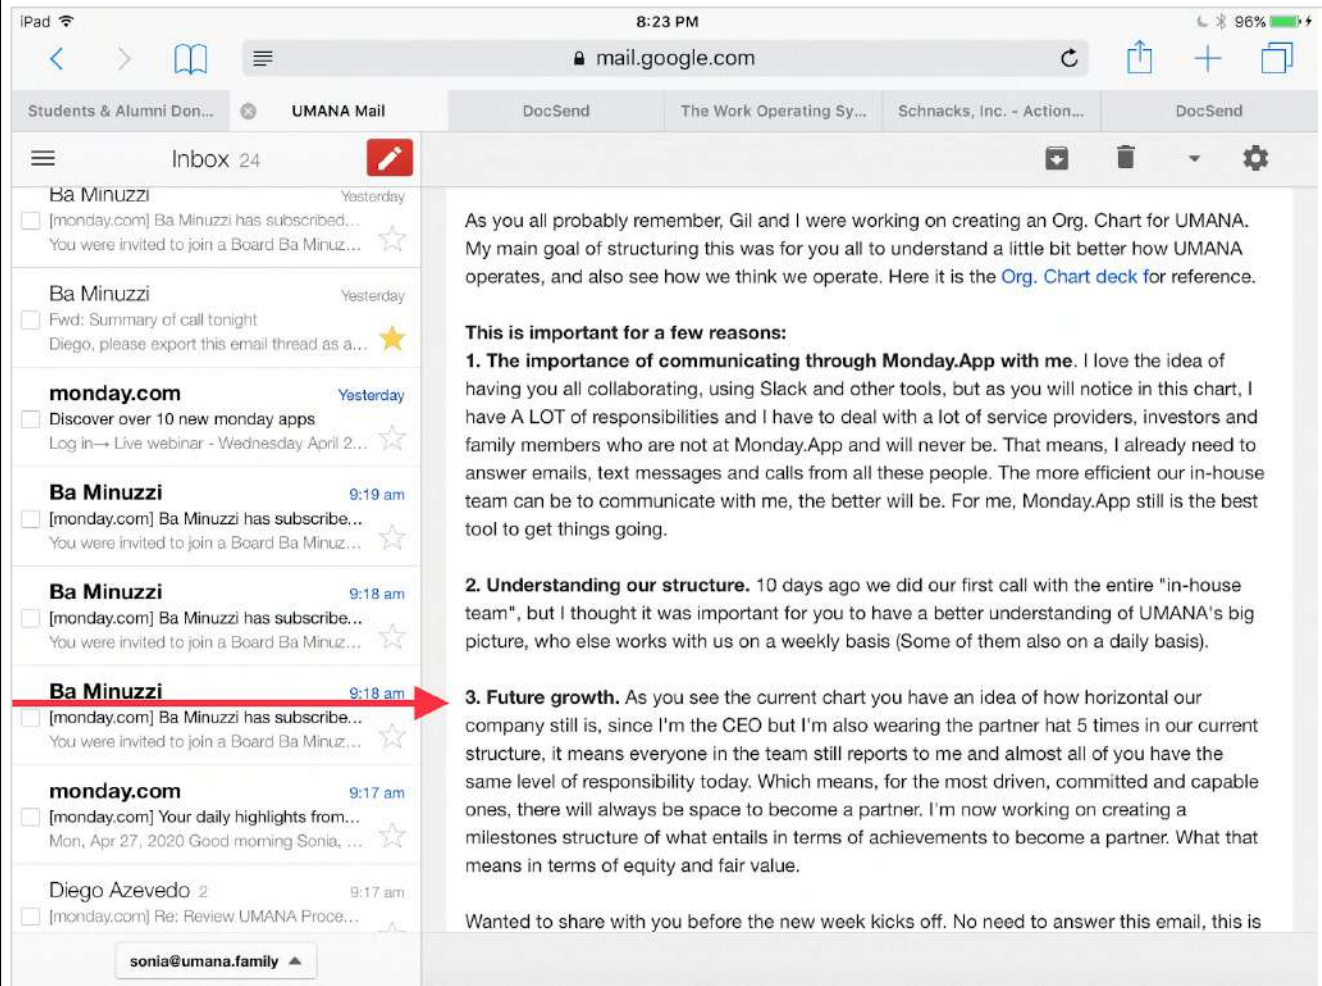 iPad
8:23 PM
96%
mail.google.com
Students & Alumni Don...
UMANA Mail
DocSend
The Work Operating Sy...
Schnacks, Inc. - Action...
DocSend
Inbox 24
Ba Minuzzi Yesterday
[monday.com] Ba Minuzzi has subscribed...
You were invited to join a Board Ba Minuz...
Ba Minuzzi Yesterday
Fwd: Summary of call tonight
Diego, please export this email thread as a...
monday.com Yesterday
Discover over 10 new monday apps
Log in→ Live webinar - Wednesday April 2...
Ba Minuzzi 9:19 am
[monday.com] Ba Minuzzi has subscribe...
You were invited to join a Board Ba Minuz...
Ba Minuzzi 9:18 am
[monday.com] Ba Minuzzi has subscribe...
You were invited to join a Board Ba Minuz...
Ba Minuzzi 9:18 am
[monday.com] Ba Minuzzi has subscribe...
You were invited to join a Board Ba Minuz...
monday.com 9:17 am
[monday.com] Your daily highlights from...
Mon, Apr 27, 2020 Good morning Sonia, ...
Diego Azevedo 2 9:17 am
[monday.com] Re: Review UMANA Proce...
sonia@umana.family
As you all probably remember, Gil and I were working on creating an Org. Chart for UMANA.
My main goal of structuring this was for you all to understand a little bit better how UMANA
operates, and also see how we think we operate. Here it is the Org. Chart deck for reference.
This is important for a few reasons:
1. The importance of communicating through Monday.App with me. I love the idea of
having you all collaborating, using Slack and other tools, but as you will notice in this chart, I
have A LOT of responsibilities and I have to deal with a lot of service providers, investors and
family members who are not at Monday.App and will never be. That means, I already need to
answer emails, text messages and calls from all these people. The more efficient our in-house
team can be to communicate with me, the better will be. For me, Monday.App still is the best
tool to get things going.
2. Understanding our structure. 10 days ago we did our first call with the entire "in-house
team", but I thought it was important for you to have a better understanding of UMANA's big
picture, who else works with us on a weekly basis (Some of them also on a daily basis).
3. Future growth. As you see the current chart you have an idea of how horizontal our
company still is, since I'm the CEO but I'm also wearing the partner hat 5 times in our current
structure, it means everyone in the team still reports to me and almost all of you have the
same level of responsibility today. Which means, for the most driven, committed and capable
ones, there will always be space to become a partner. I'm now working on creating a
milestones structure of what entails in terms of achievements to become a partner. What that
means in terms of equity and fair value.
Wanted to share with you before the new week kicks off. No need to answer this email, this is